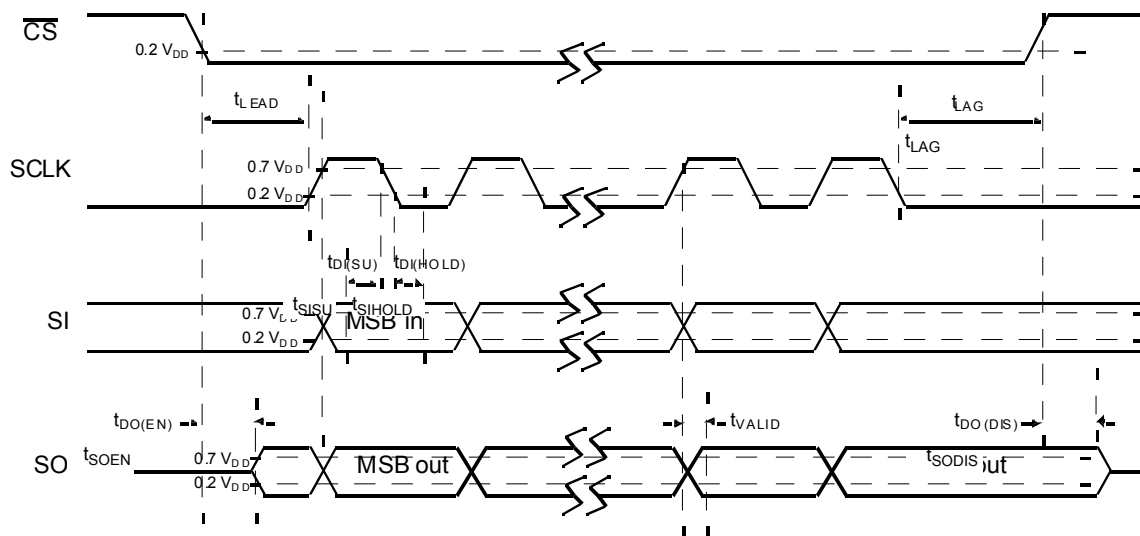 CS
0.2 VDD
tLEAD
tLAG
tLAG
SCLK
0.7 VDD
0.2 VDD
tDI(SU)
tDI(HOLD)
tSISU
tSIHOLD
SI
0.7 VDD
MSB in
0.2 VDD
tDO(EN)
tVALID
tDO(DIS)
tSOEN
SO
0.7 VDD
MSB out
tSODIS
out
0.2 VDD